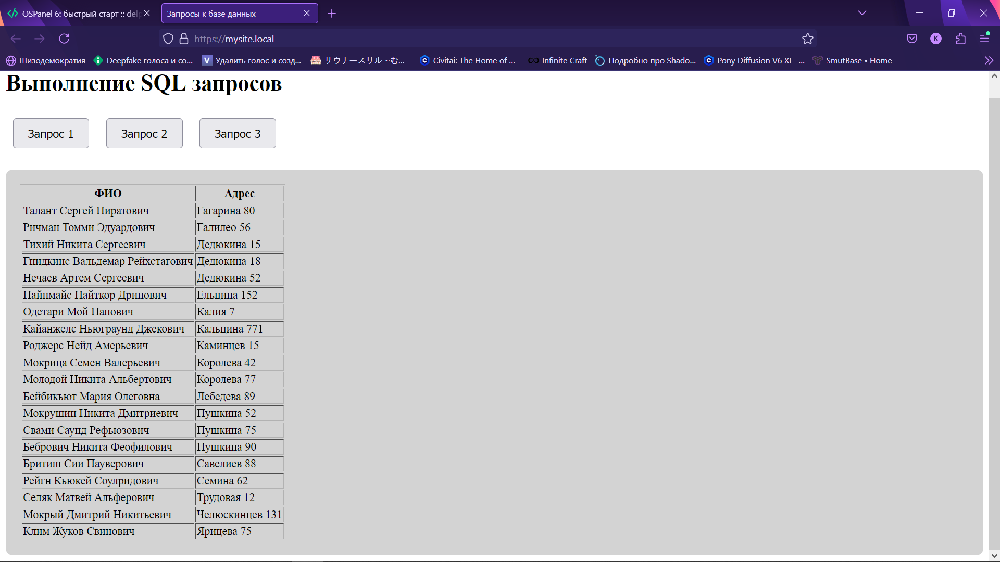 OSPanel 6: быстрый старт :: del
Запросы к базе данных
https://mysite.local
K
Шизодемократия
Deepfake голоса и со...
V Удалить голос и созд...
サウナースリル ~む...
Civitai: The Home of ...
Infinite Craft
Подробно про Shado...
Pony Diffusion V6 XL -...
SmutBase • Home
Выполнение SQL запросов
Запрос 1 Запрос 2 Запрос 3
ФИО Адрес
Талант Сергей Пиратович Гагарина 80
Ричман Томми Эдуардович Галилео 56
Тихий Никита Сергеевич Дедюкина 15
Гнидкинс Вальдемар Рейхстагович Дедюкина 18
Нечаев Артем Сергеевич Дедюкина 52
Найнмайс Найткор Дрипович Ельцина 152
Одетари Мой Папович Калия 7
Кайанжелс Ньюграунд Джекович Кальцина 771
Роджерс Нейд Амерьевич Каминцев 15
Мокрица Семен Валерьевич Королева 42
Молодой Никита Альбертович Королева 77
Бейбикьют Мария Олеговна Лебедева 89
Мокрушин Никита Дмитриевич Пушкина 52
Свами Саунд Рефьюзович Пушкина 75
Бебрович Никита Феофилович Пушкина 90
Бритиш Сии Пауверович Савелиев 88
Рейгн Кьюкей Соулридович Семина 62
Селяк Матвей Альферович Трудовая 12
Мокрый Дмитрий Никитьевич Челюскинцев 131
Клим Жуков Свинович Ярицева 75